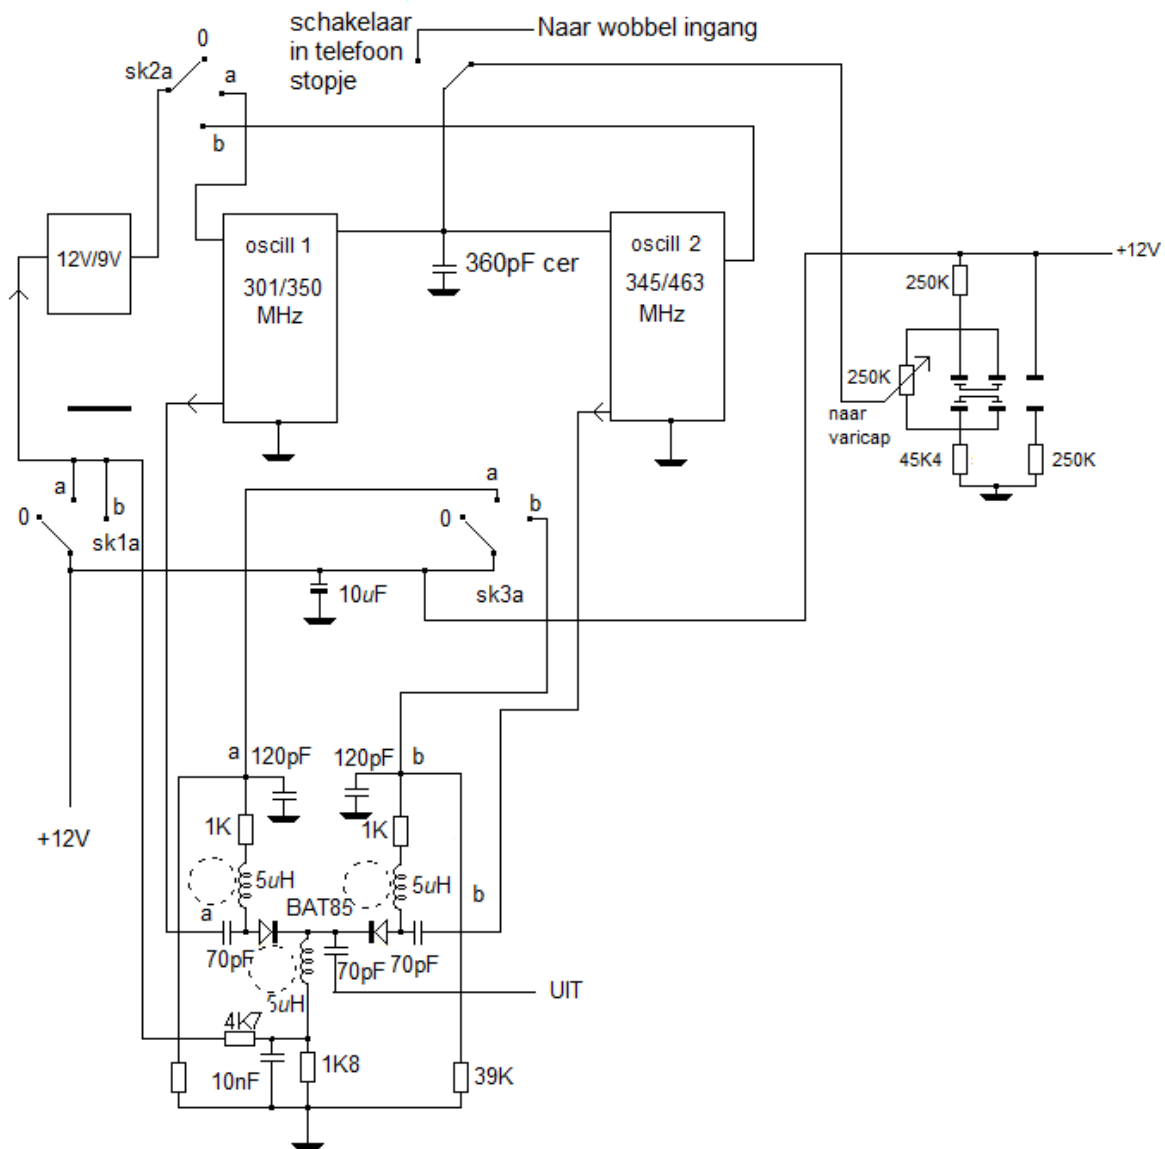 schakelaar
in telefoon
stopje
Naar wobbel ingang
0
sk2a
a
b
12V/9V
oscill 1
301/350
MHz
360pF cer
oscill 2
345/463
MHz
+12V
250K
250K
naar
varicap
45K4
250K
a
b
0
sk1a
a
b
0
sk3a
10uF
+12V
a
120pF
120pF
b
1K
1K
5uH
5uH
b
a
BAT85
70pF
70pF
70pF
5uH
UIT
4K7
10nF
1K8
39K